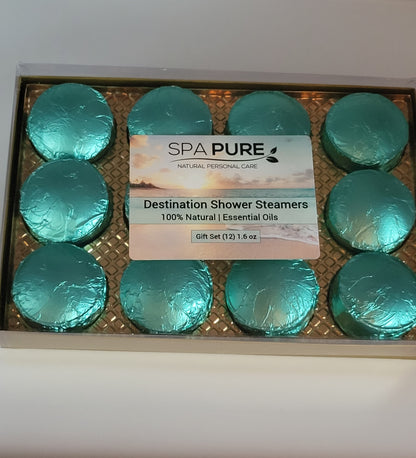 SPA PURE
NATURAL PERSONAL CARE
Destination Shower Steamers
100% Natural | Essential Oils
Gift Set (12) 1.6 oz